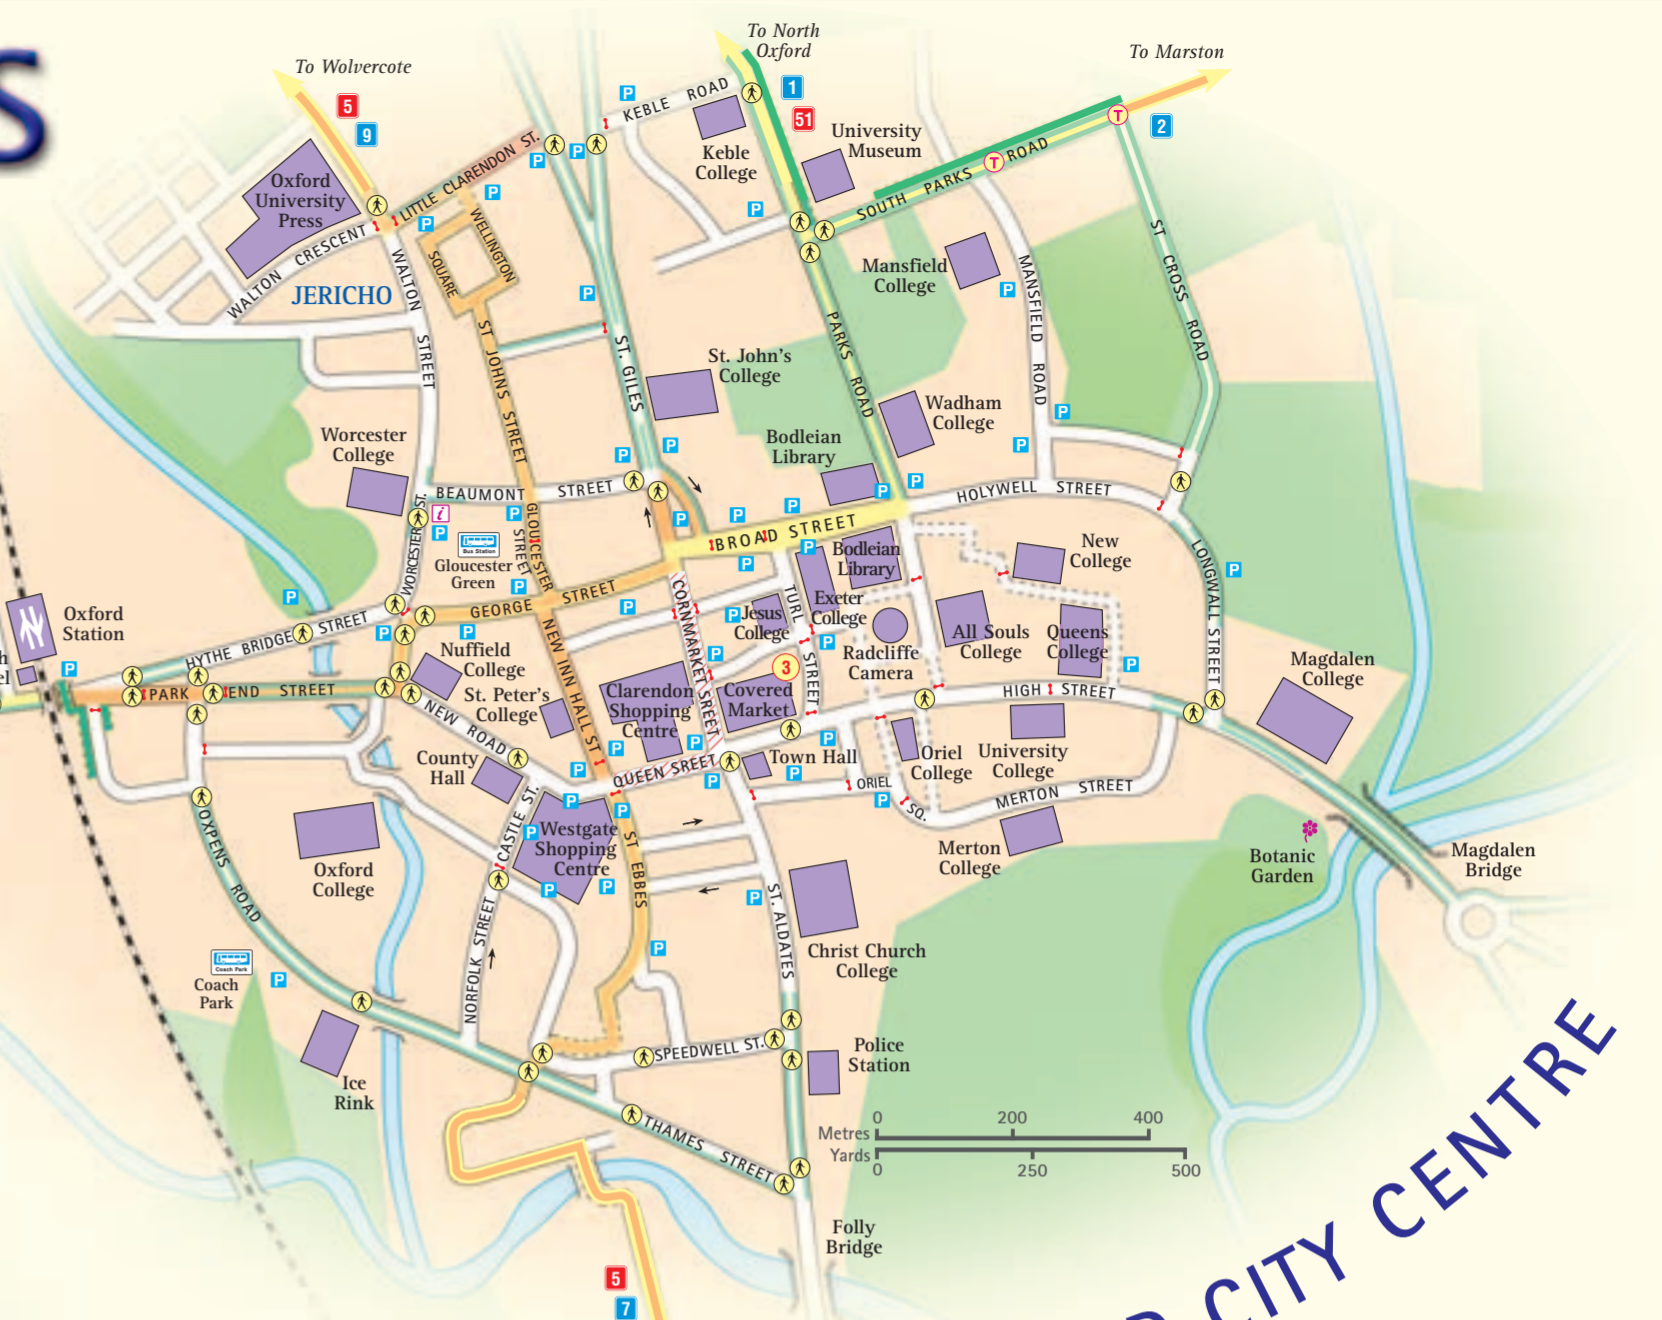 S
To Wolvercote
5
9
To North
Oxford
1
51
To Marston
2
KEBLE ROAD
Keble
College
University
Museum
SOUTH PARKS ROAD
T
T
LITTLE CLARENDON ST.
Oxford
University
Press
WALTON CRESCENT
JERICHO
WALTON STREET
WELLINGTON
SQUARE
ST JOHNS STREET
ST. GILES
St. John's
College
Mansfield
College
MANSFIELD ROAD
ST CROSS ROAD
PARKS ROAD
Wadham
College
Bodleian
Library
Worcester
College
BEAUMONT STREET
HOLYWELL STREET
WORCESTER ST.
i
Bus Station
Gloucester
Green
GLOUCESTER
STREET
BROAD STREET
Bodleian
Library
New
College
LONGWALL STREET
Oxford
Station
HYTHE BRIDGE STREET
GEORGE STREET
CORNMARKET SREET
TURL STREET
Jesus
College
Exeter
College
All Souls
College
Queens
College
Radcliffe
Camera
Magdalen
College
PARK END STREET
Nuffield
College
St. Peter's
College
NEW INN HALL ST.
Clarendon
Shopping
Centre
3
Covered
Market
HIGH STREET
NEW ROAD
County
Hall
QUEEN SREET
Town Hall
Oriel
College
University
College
ORIEL SQ.
MERTON STREET
Merton
College
CASTLE ST.
Westgate
Shopping
Centre
ST EBBES
Oxford
College
OXPENS ROAD
NORFOLK STREET
ST. ALDATES
Christ Church
College
Botanic
Garden
Magdalen
Bridge
Coach Park
Coach
Park
Ice
Rink
SPEEDWELL ST.
Police
Station
THAMES STREET
Metres
0 200 400
Yards
0 250 500
Folly
Bridge
5
7
CITY CENTRE